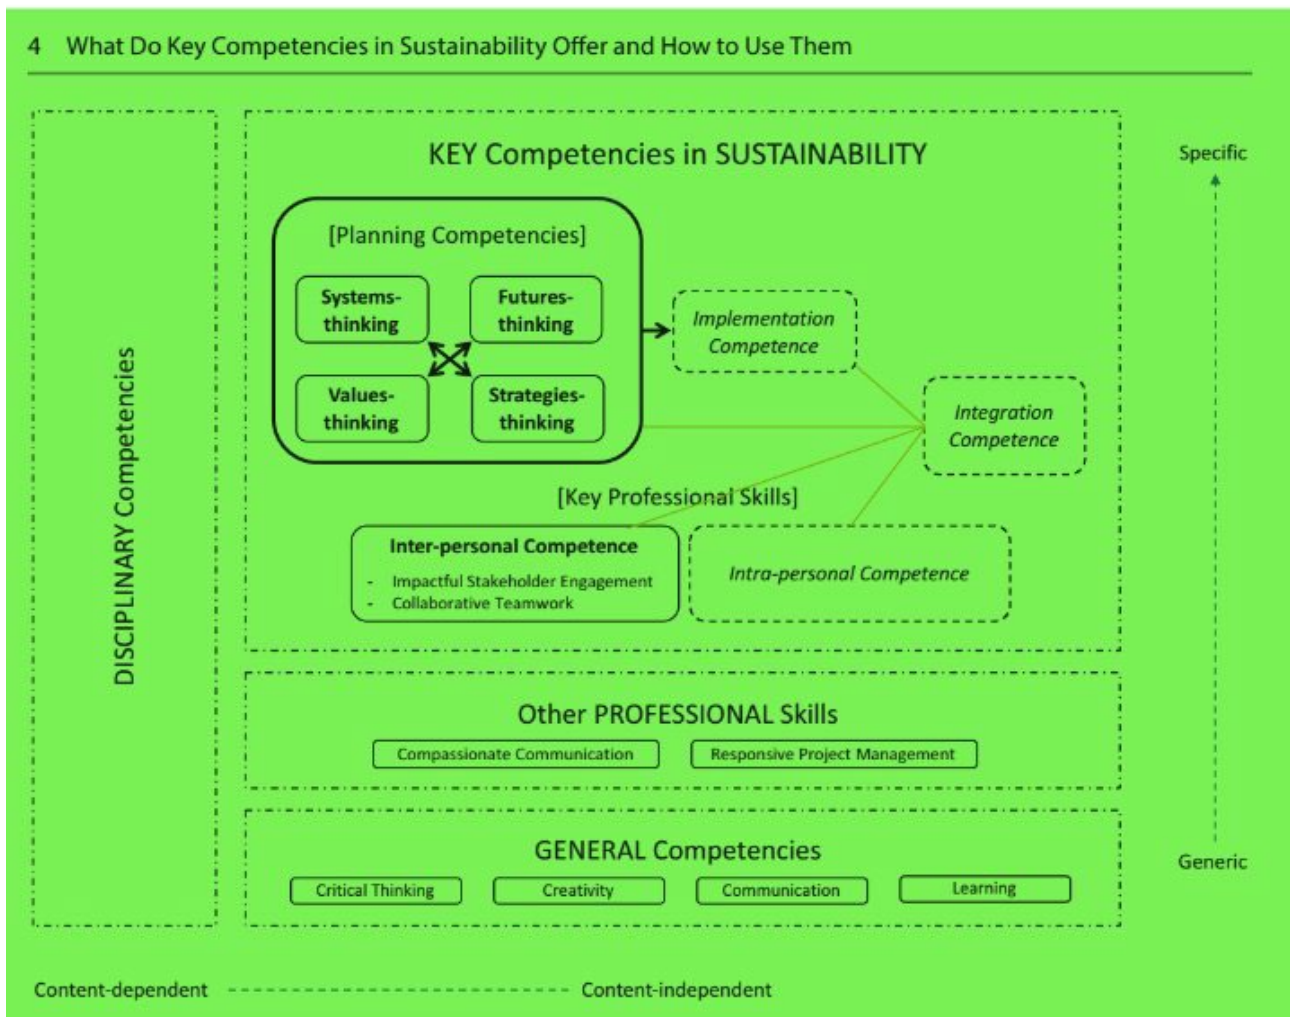 4 What Do Key Competencies in Sustainability Offer and How to Use Them
DISCIPLINARY Competencies
KEY Competencies in SUSTAINABILITY
[Planning Competencies]
Systems-
thinking
Futures-
thinking
Values-
thinking
Strategies-
thinking
Implementation
Competence
Integration
Competence
[Key Professional Skills]
Inter-personal Competence
- Impactful Stakeholder Engagement
- Collaborative Teamwork
Intra-personal Competence
Other PROFESSIONAL Skills
Compassionate Communication
Responsive Project Management
GENERAL Competencies
Critical Thinking
Creativity
Communication
Learning
Specific
Generic
Content-dependent
Content-independent